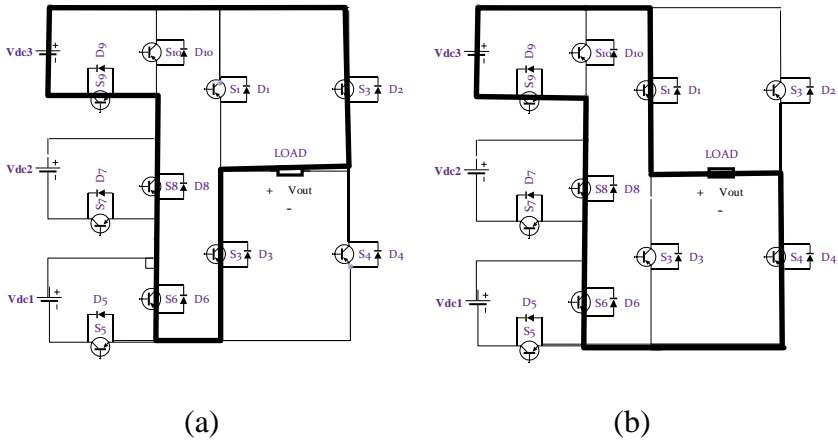 Vdc3
D9
S9
S10
D10
S1
D1
S3
D2
Vdc2
D7
S7
S8
D8
LOAD
+ Vout
-
S3
D3
S4
D4
Vdc1
D5
S5
S6
D6
(a)
Vdc3
D9
S9
S10
D10
S1
D1
S3
D2
Vdc2
D7
S7
S8
D8
LOAD
+ Vout
-
S3
D3
S4
D4
Vdc1
D5
S5
S6
D6
(b)